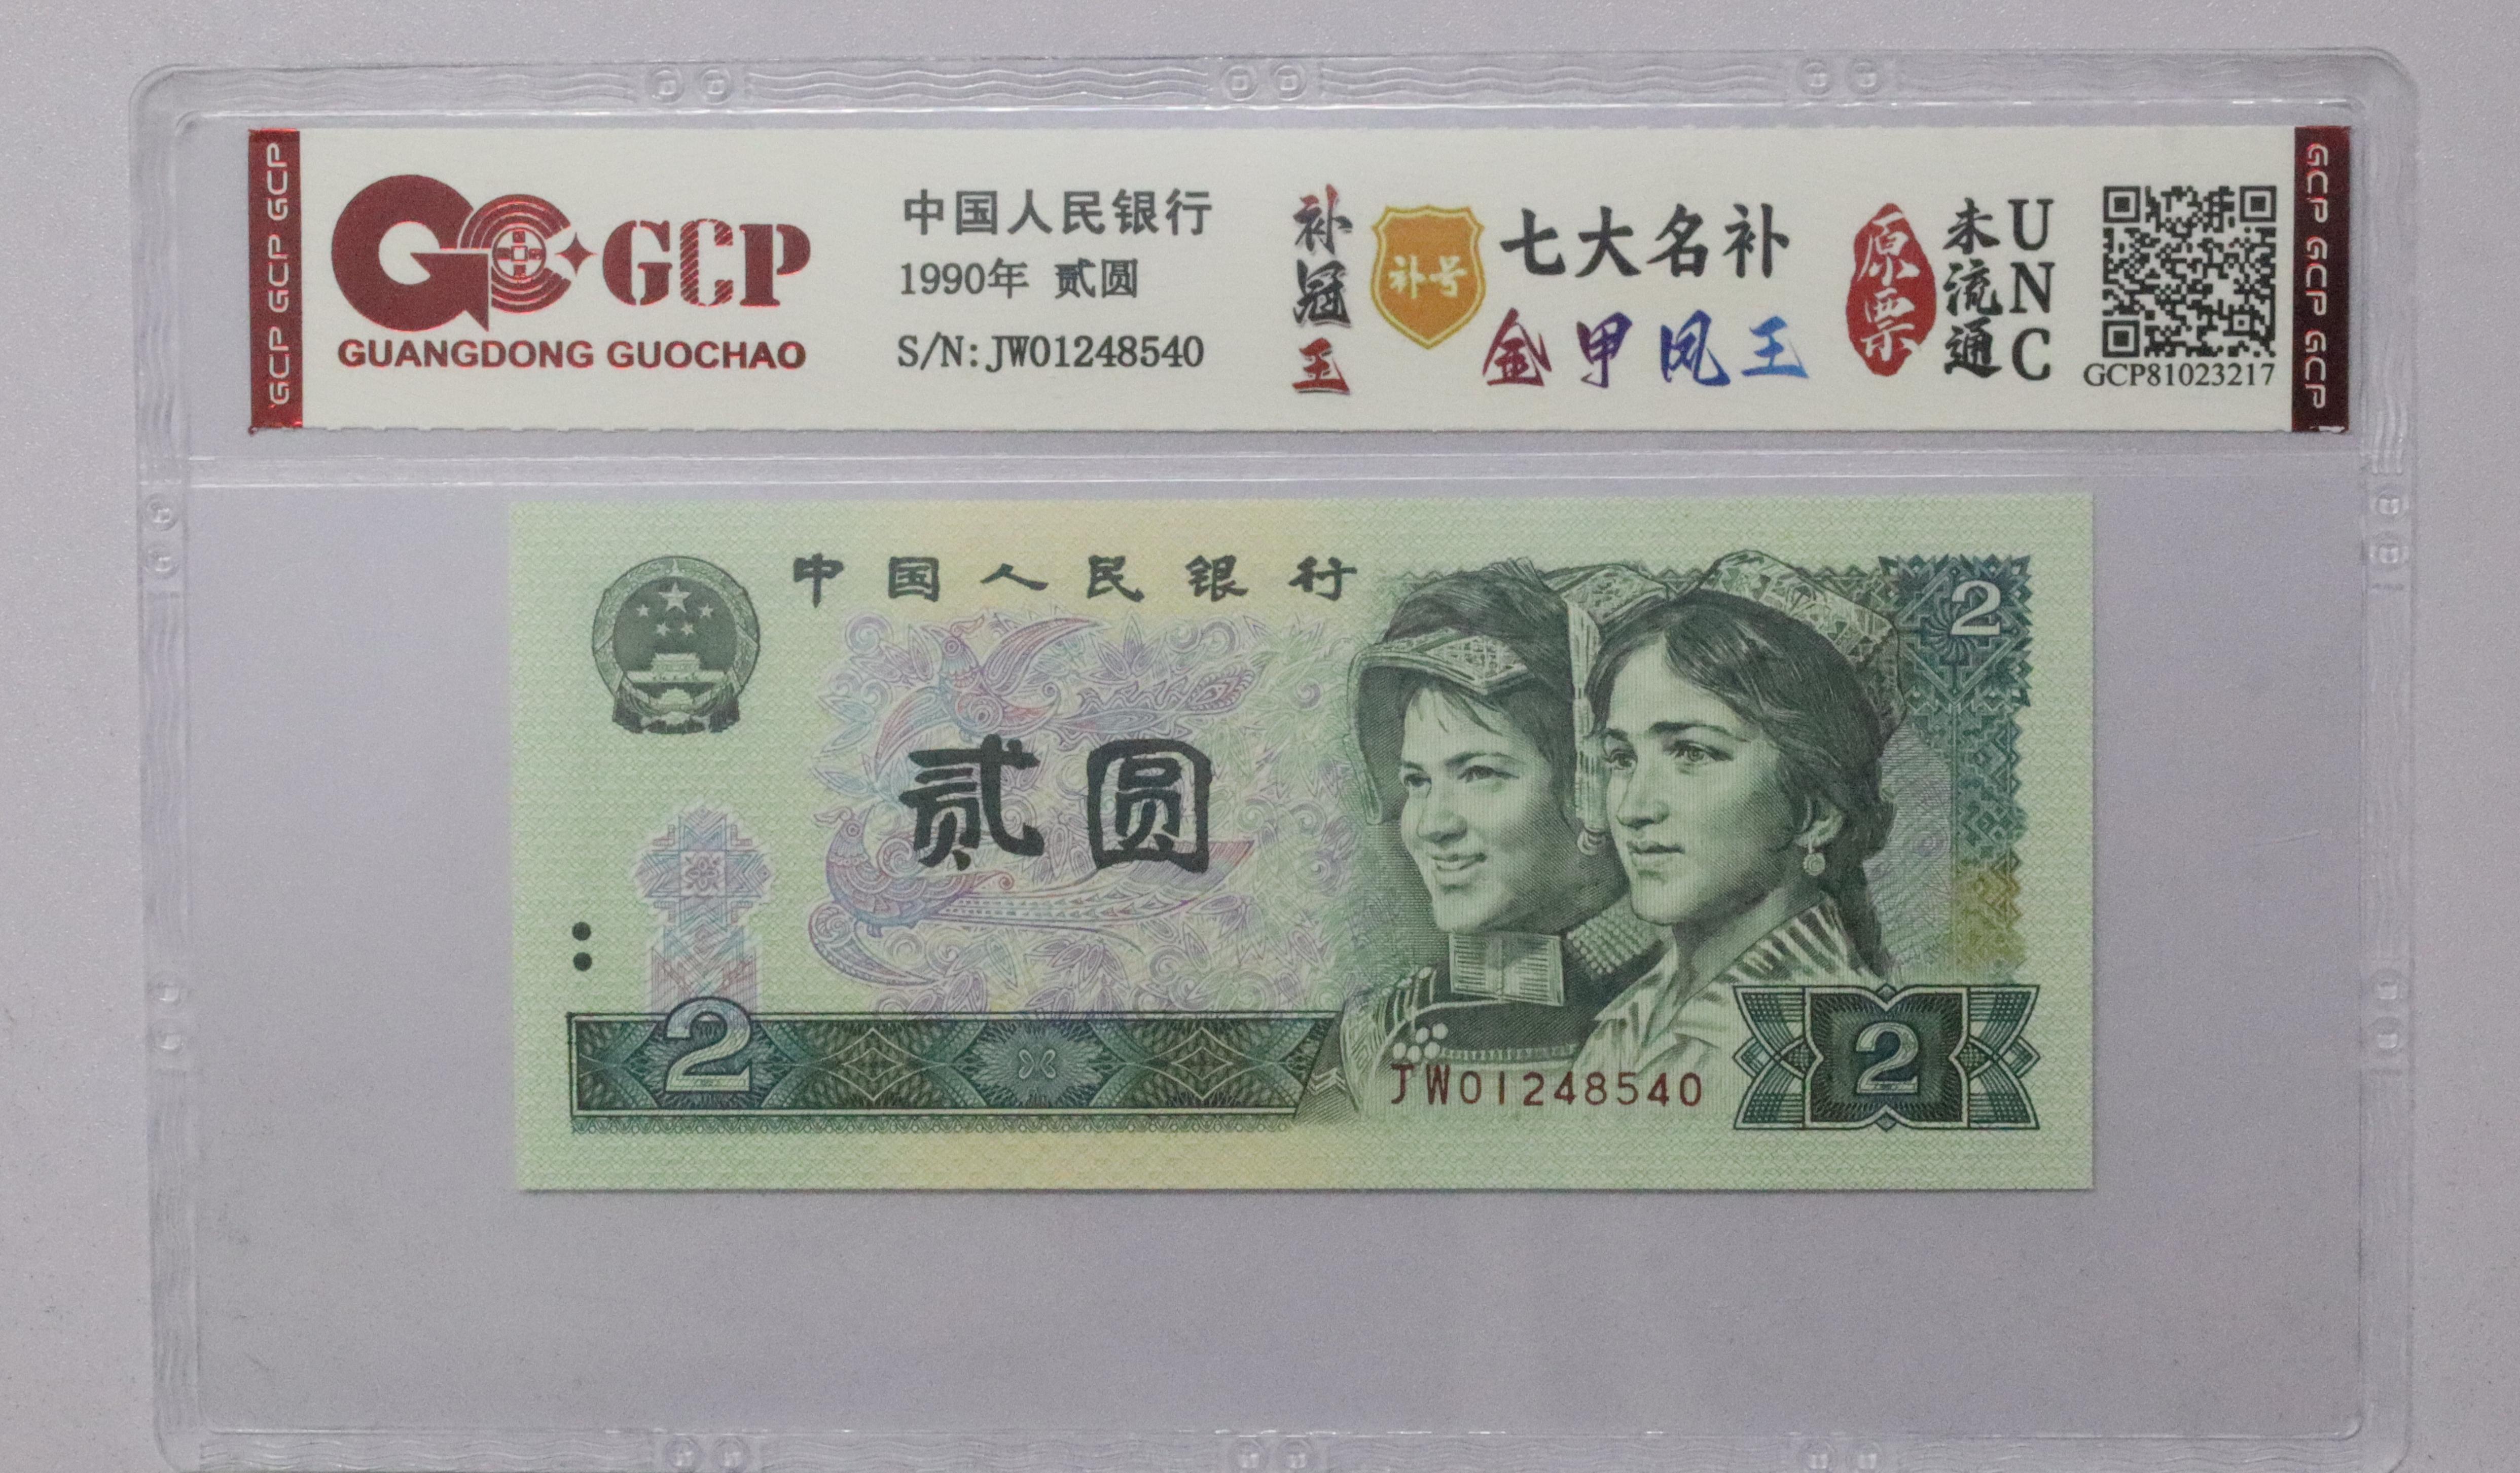 GCP GCP GCP
GCP
GUANGDONG GUOCHAO
中国人民银行
1990年 贰圆
S/N:JW01248540
补冠王
补号
七大名补
金甲凤王
原票
未流通
UNC
GCP81023217
GCP GCP GCP
中国人民银行
2
贰圆
2
JW01248540
2